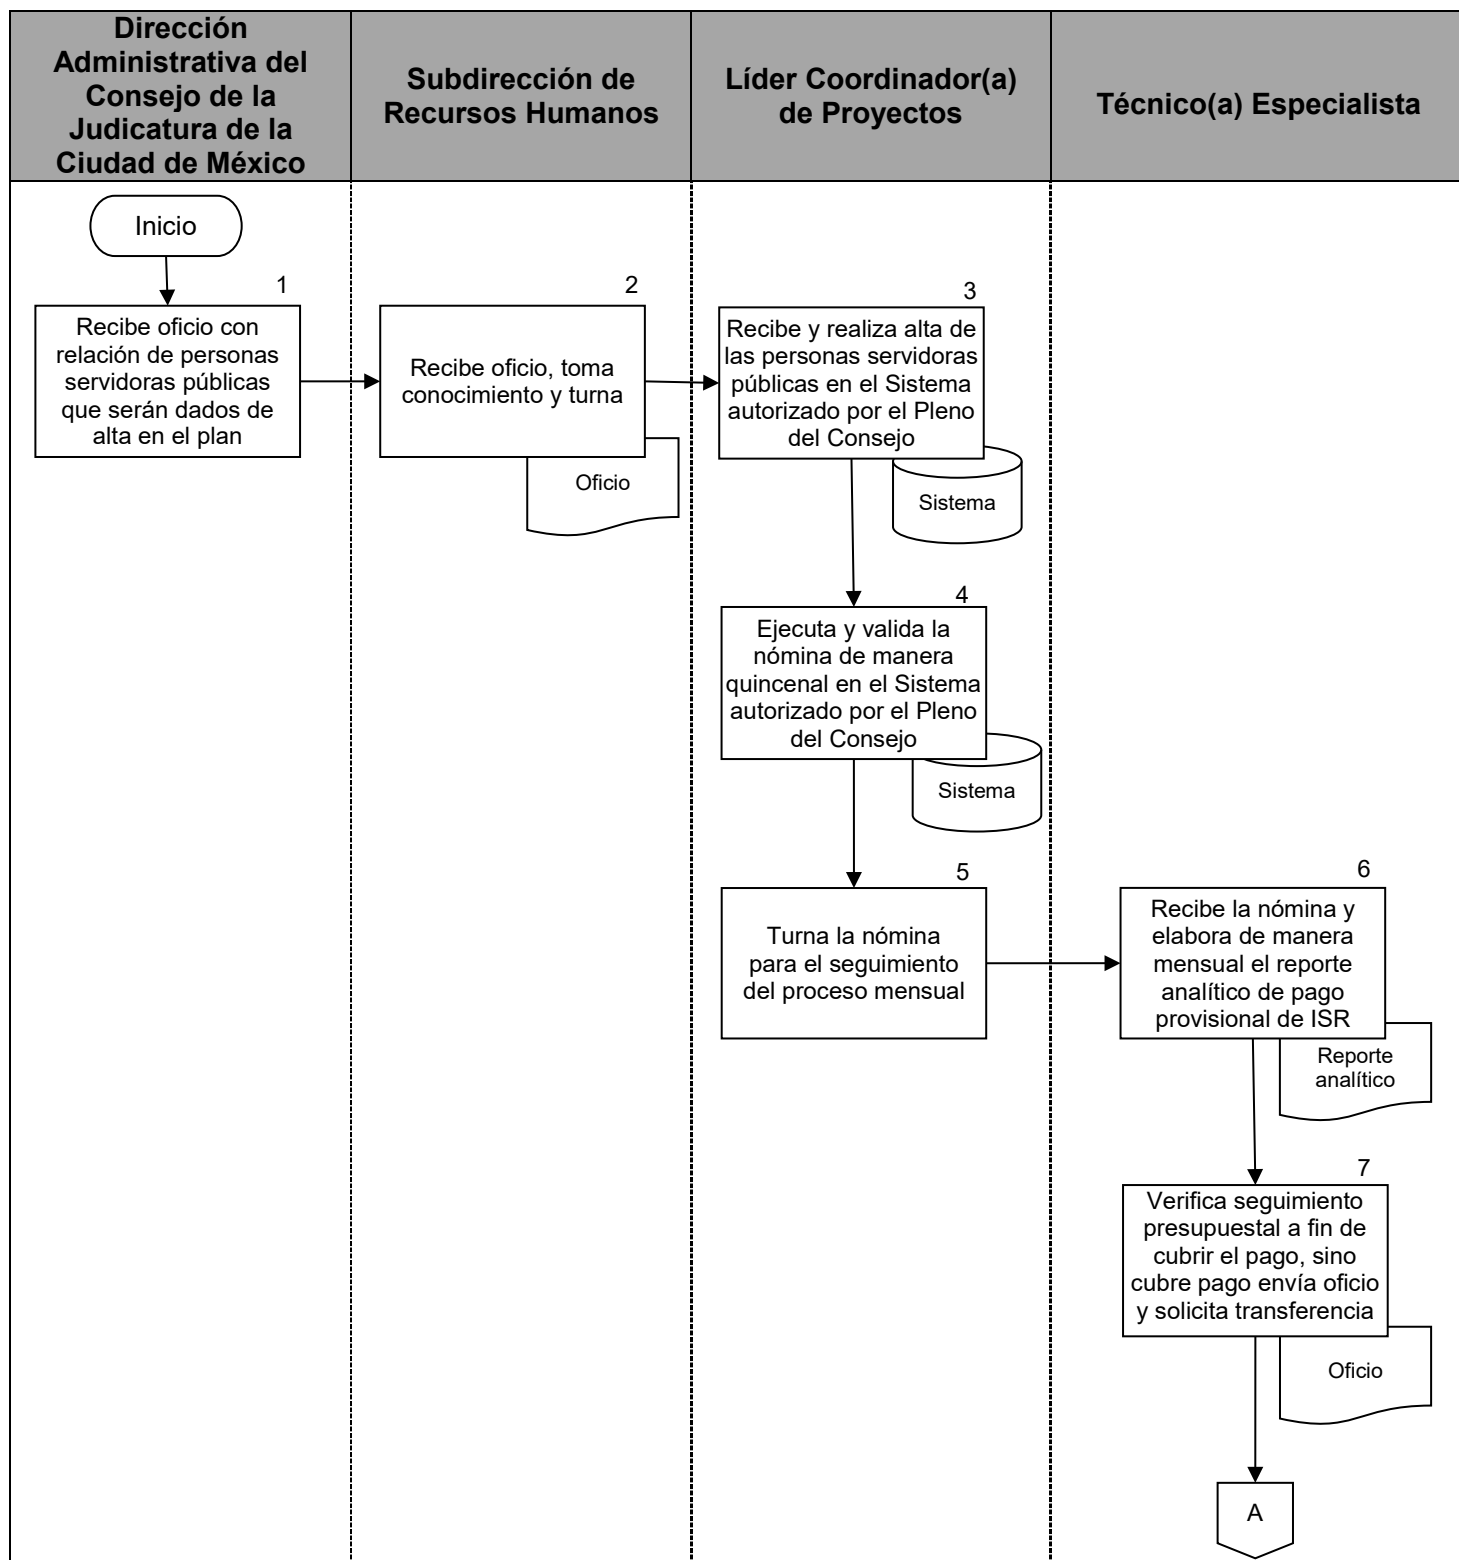 Dirección
Administrativa del
Consejo de la
Judicatura de la
Ciudad de México
Subdirección de
Recursos Humanos
Líder Coordinador(a)
de Proyectos
Técnico(a) Especialista
Inicio
1
Recibe oficio con
relación de personas
servidoras públicas
que serán dados de
alta en el plan
2
Recibe oficio, toma
conocimiento y turna
Oficio
3
Recibe y realiza alta de
las personas servidoras
públicas en el Sistema
autorizado por el Pleno
del Consejo
Sistema
4
Ejecuta y valida la
nómina de manera
quincenal en el Sistema
autorizado por el Pleno
del Consejo
Sistema
5
Turna la nómina
para el seguimiento
del proceso mensual
6
Recibe la nómina y
elabora de manera
mensual el reporte
analítico de pago
provisional de ISR
Reporte
analítico
7
Verifica seguimiento
presupuestal a fin de
cubrir el pago, sino
cubre pago envía oficio
y solicita transferencia
Oficio
A